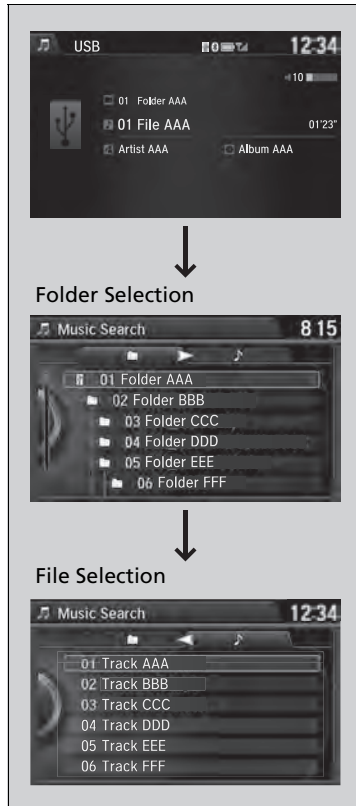 USB
12:34
10
01 Folder AAA
01 File AAA
01'23"
Artist AAA
Album AAA
Folder Selection
Music Search
8 15
01 Folder AAA
02 Folder BBB
03 Folder CCC
04 Folder DDD
05 Folder EEE
06 Folder FFF
File Selection
Music Search
12:34
01 Track AAA
02 Track BBB
03 Track CCC
04 Track DDD
05 Track EEE
06 Track FFF